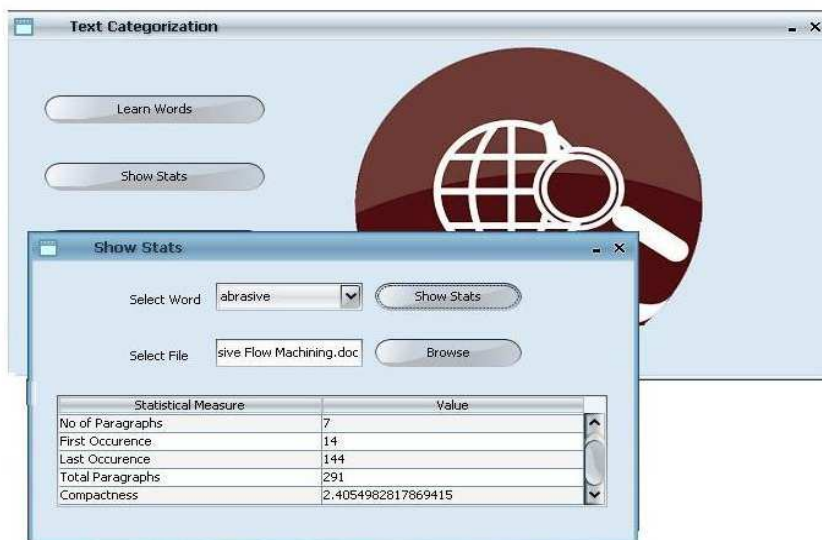 Text Categorization
Learn Words
Show Stats
Show Stats
Select Word abrasive Show Stats
Select File sive Flow Machining.doc Browse
Statistical Measure Value
No of Paragraphs 7
First Occurence 14
Last Occurence 144
Total Paragraphs 291
Compactness 2.4054982817869415